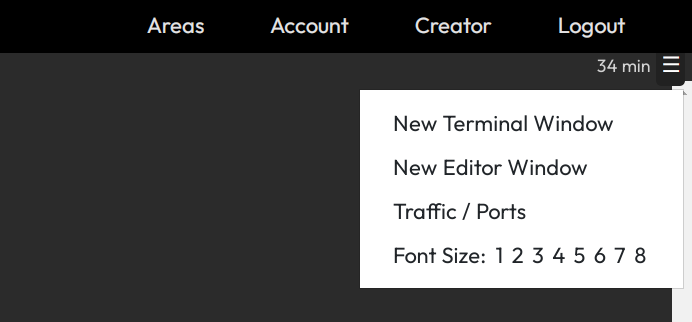 Areas Account Creator Logout
34 min ☰
New Terminal Window
New Editor Window
Traffic / Ports
Font Size: 1 2 3 4 5 6 7 8